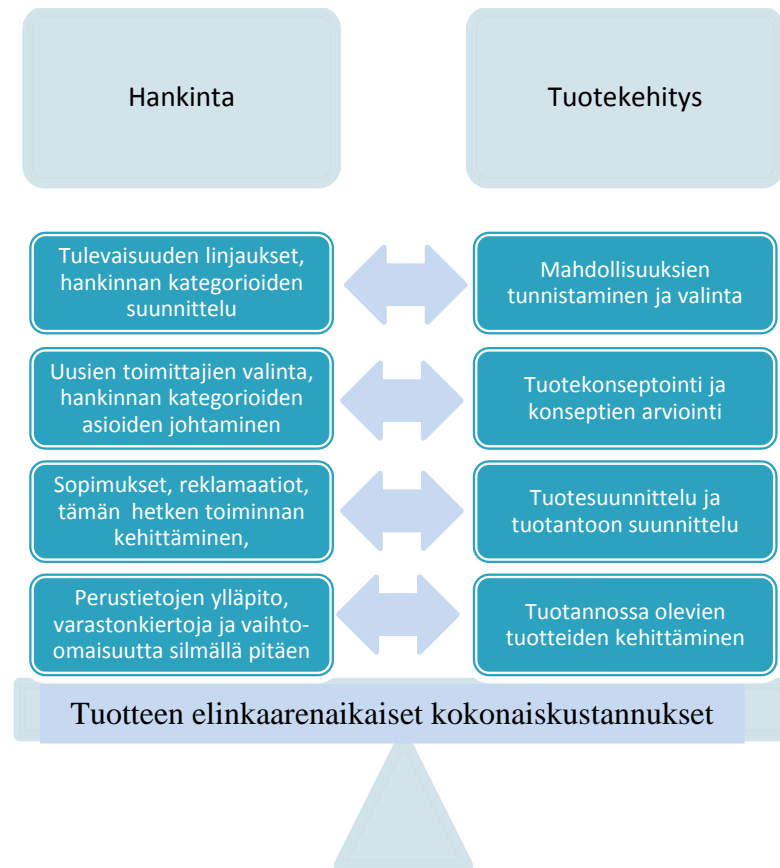 Hankinta
Tuotekehitys
Tulevaisuuden linjaukset,
hankinnan kategorioiden
suunnittelu
Mahdollisuuksien
tunnistaminen ja valinta
Uusien toimittajien valinta,
hankinnan kategorioiden
asioiden johtaminen
Tuotekonseptointi ja
konseptien arviointi
Sopimukset, reklamaatiot,
tämän hetken toiminnan
kehittäminen,
Tuotesuunnittelu ja
tuotantoon suunnittelu
Perustietojen ylläpito,
varastonkiertoja ja vaihto-
omaisuutta silmällä pitäen
Tuotannossa olevien
tuotteiden kehittäminen
Tuotteen elinkaarenaikaiset kokonaiskustannukset